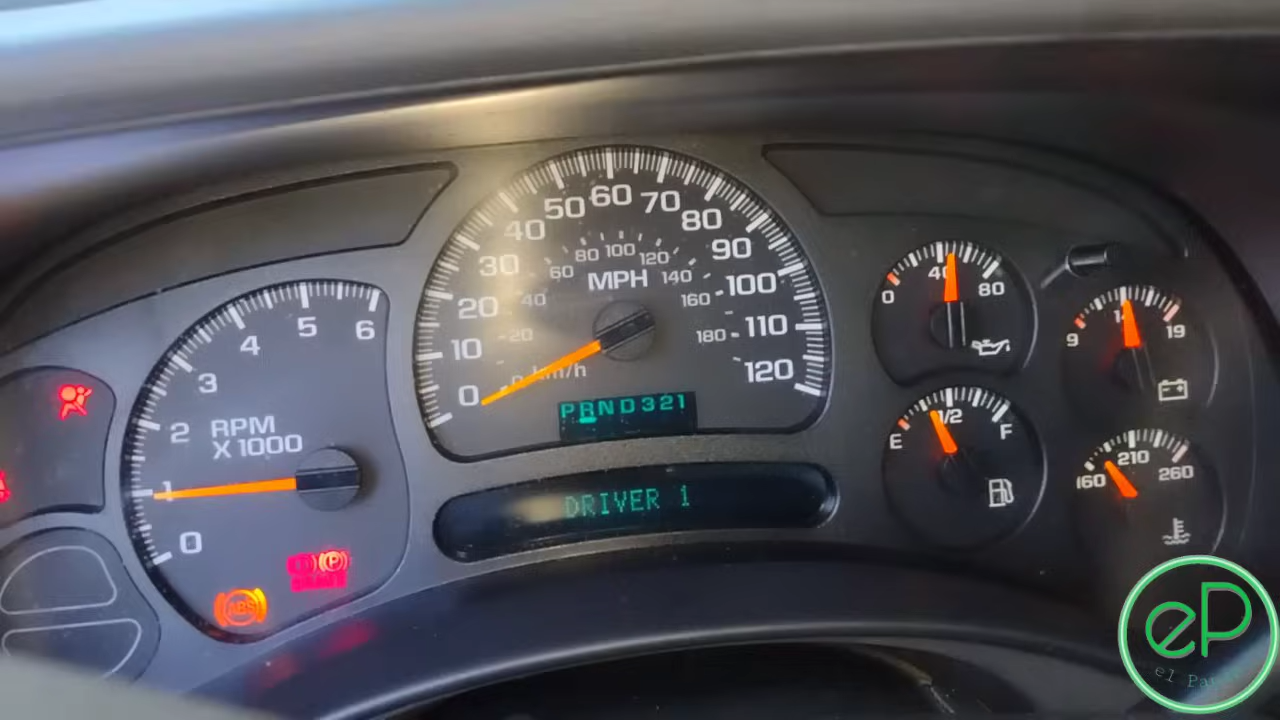 0 10 20 30 40 50 60 70 80 90 100 110 120
MPH
20 40 60 80 100 120 140 160 180
km/h
PRND321
DRIVER 1
0 1 2 3 4 5 6
RPM
X 1000
ABS
(P)
0 40 80
9 19
E 1/2 F
160 210 260
eP